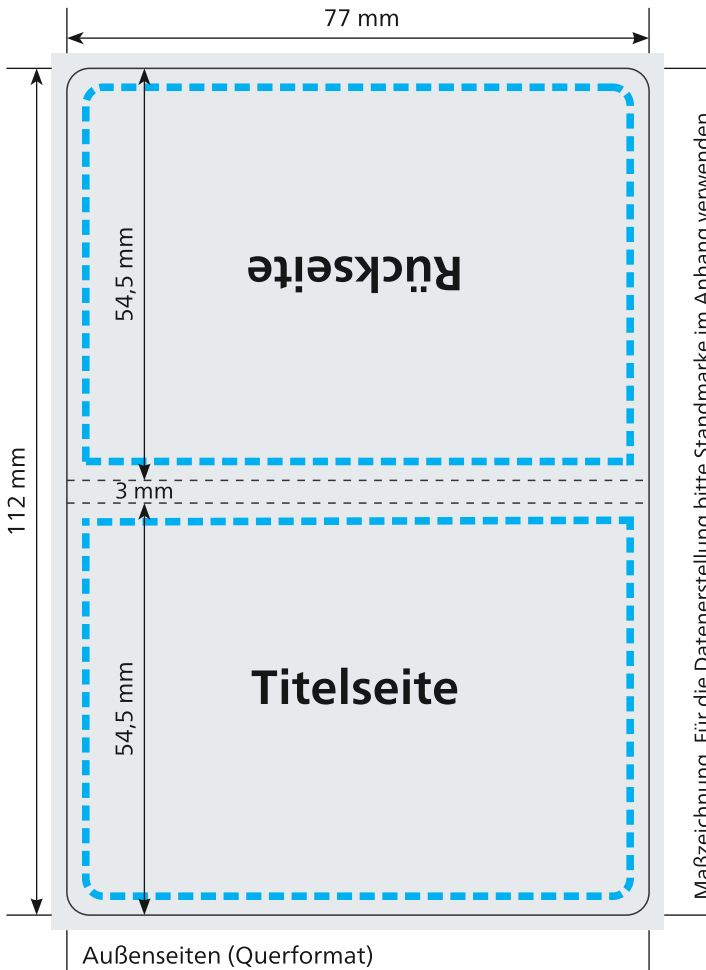 77 mm
Rückseite
54,5 mm
112 mm
3 mm
Titelseite
54,5 mm
Außenseiten (Querformat)
Maßzeichnung. Für die Datenerstellung bitte Standmarke im Anhang verwenden